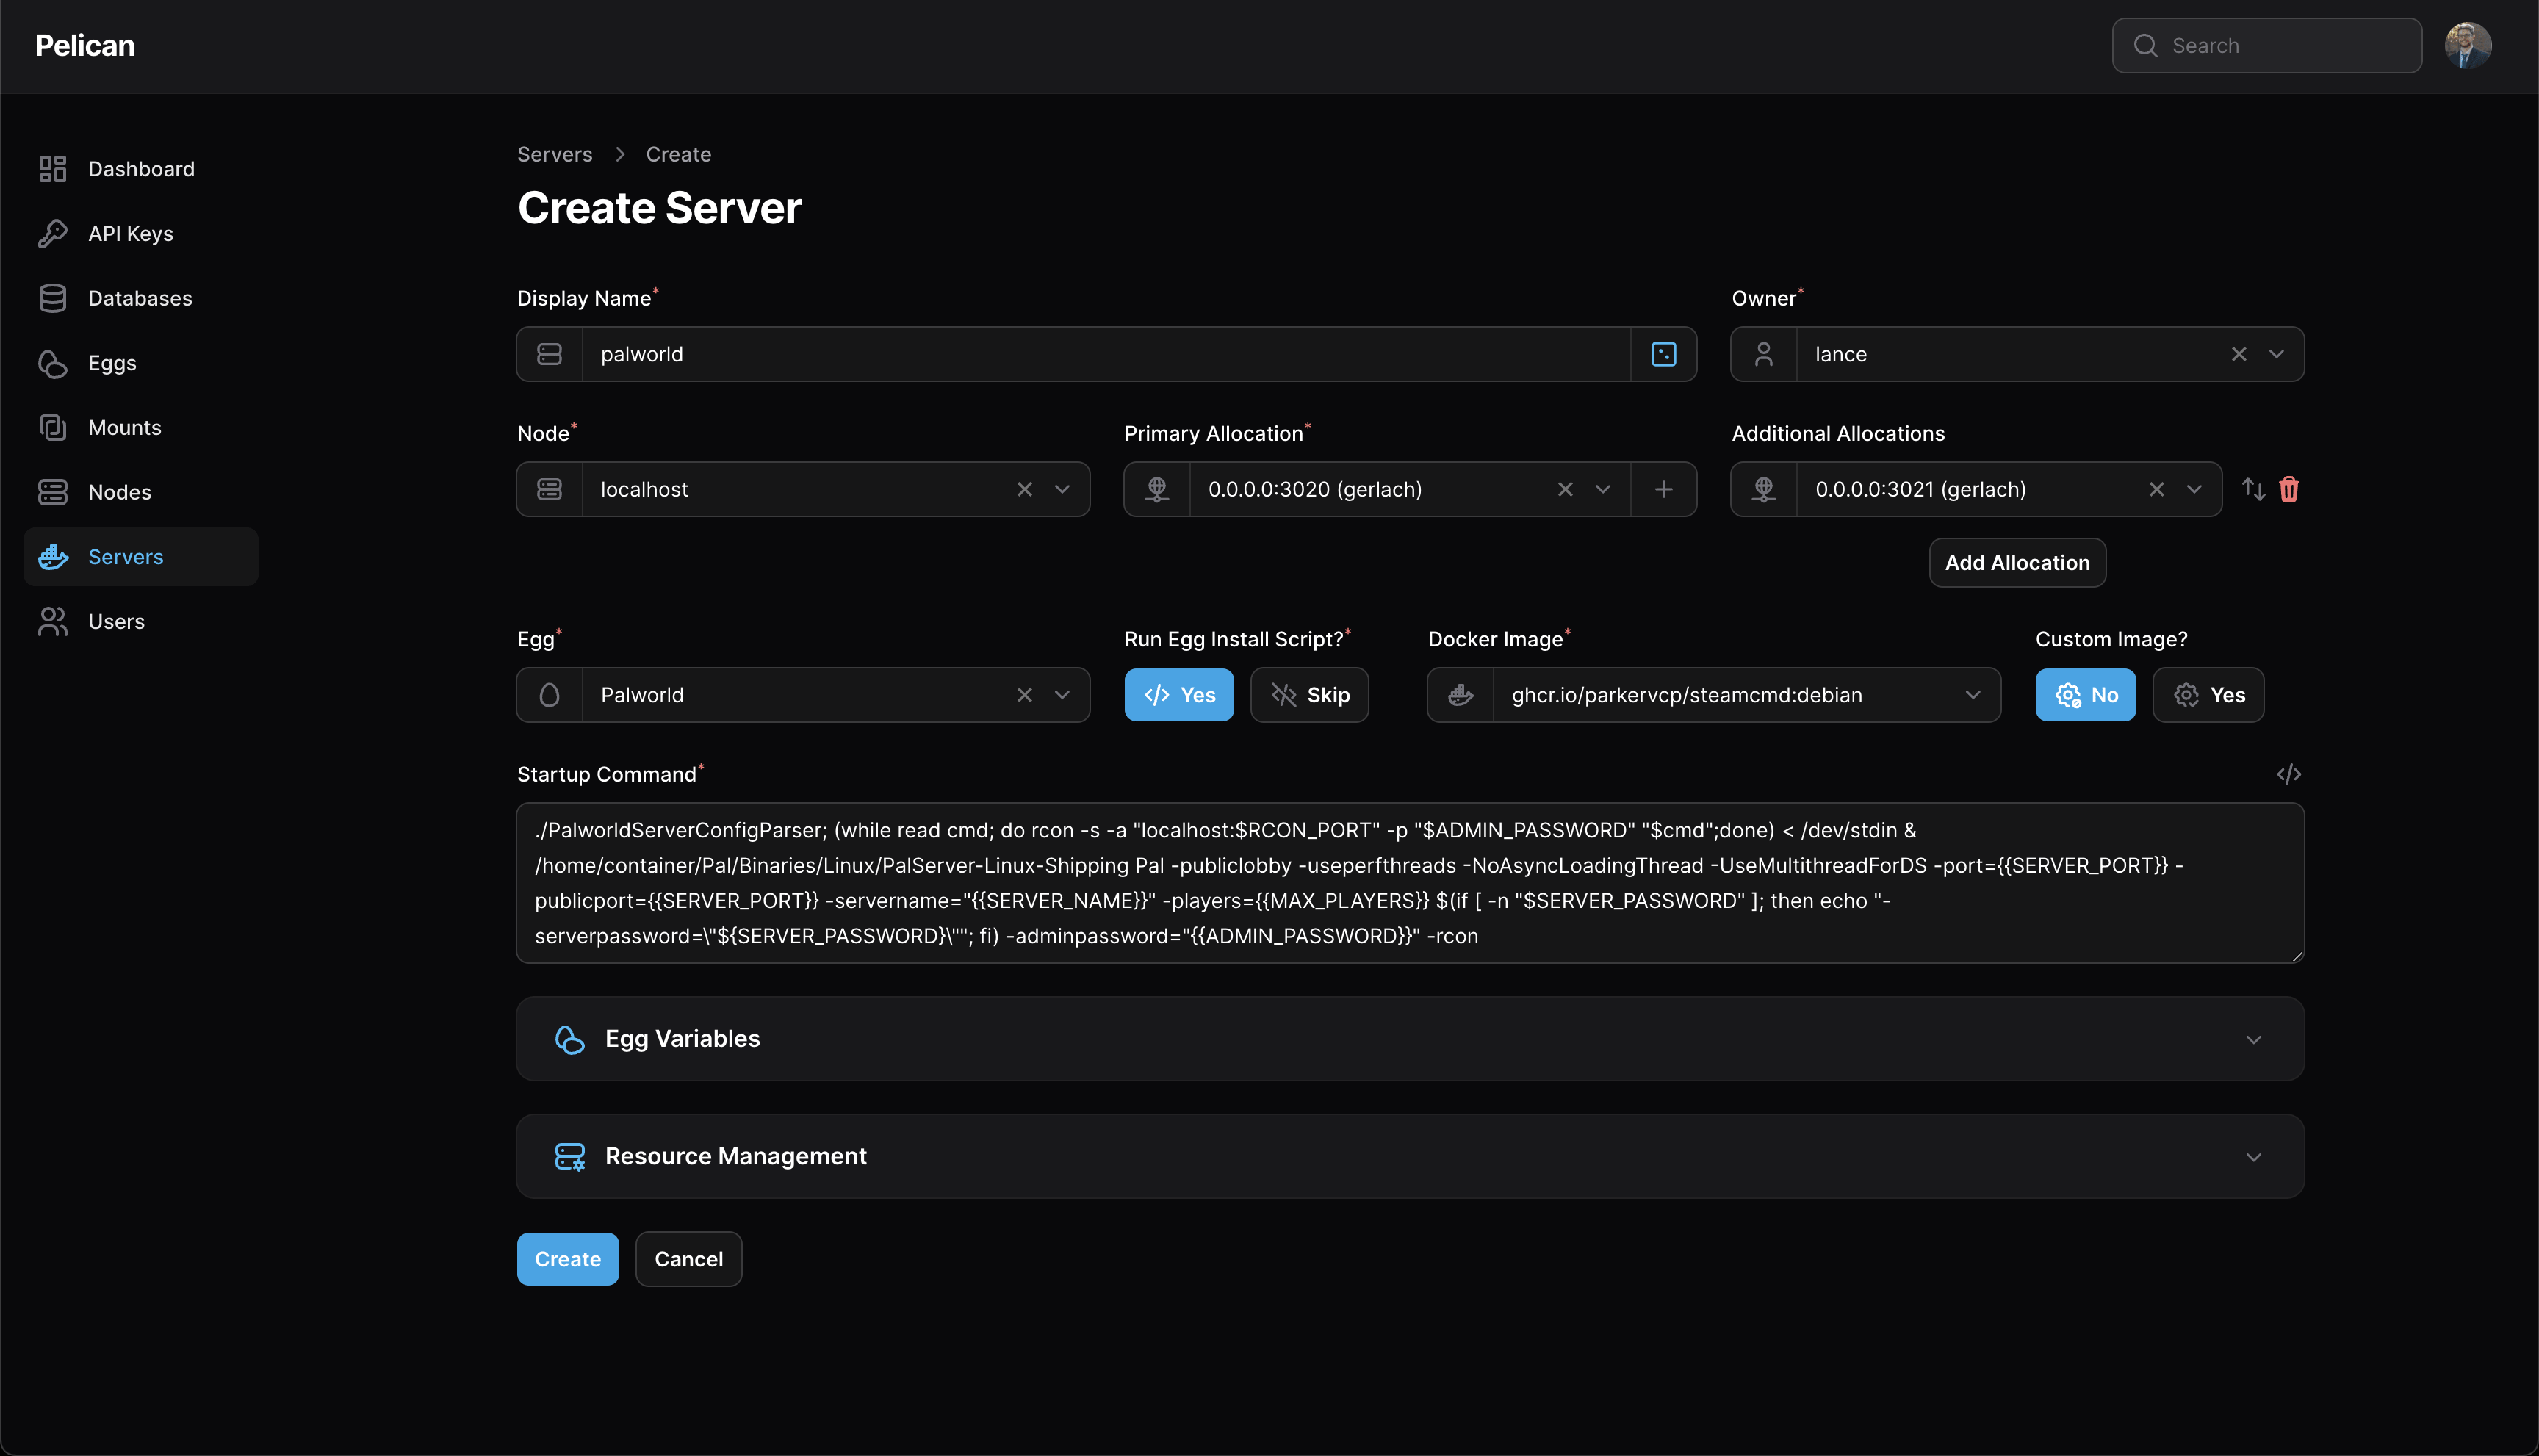 Pelican
Search
Dashboard
API Keys
Databases
Eggs
Mounts
Nodes
Servers
Users
Servers > Create
Create Server
Display Name*
palworld
Owner*
lance
Node*
localhost
Primary Allocation*
0.0.0.0:3020 (gerlach)
Additional Allocations
0.0.0.0:3021 (gerlach)
Add Allocation
Egg*
Palworld
Run Egg Install Script?*
Yes
Skip
Docker Image*
ghcr.io/parkervcp/steamcmd:debian
Custom Image?
No
Yes
Startup Command*
./PalworldServerConfigParser; (while read cmd; do rcon -s -a "localhost:$RCON_PORT" -p "$ADMIN_PASSWORD" "$cmd";done) < /dev/stdin &
/home/container/Pal/Binaries/Linux/PalServer-Linux-Shipping Pal -publiclobby -useperfthreads -NoAsyncLoadingThread -UseMultithreadForDS -port={{SERVER_PORT}} -
publicport={{SERVER_PORT}} -servername="{{SERVER_NAME}}" -players={{MAX_PLAYERS}} $(if [ -n "$SERVER_PASSWORD" ]; then echo "-
serverpassword=\"${SERVER_PASSWORD}\""; fi) -adminpassword="{{ADMIN_PASSWORD}}" -rcon
Egg Variables
Resource Management
Create
Cancel